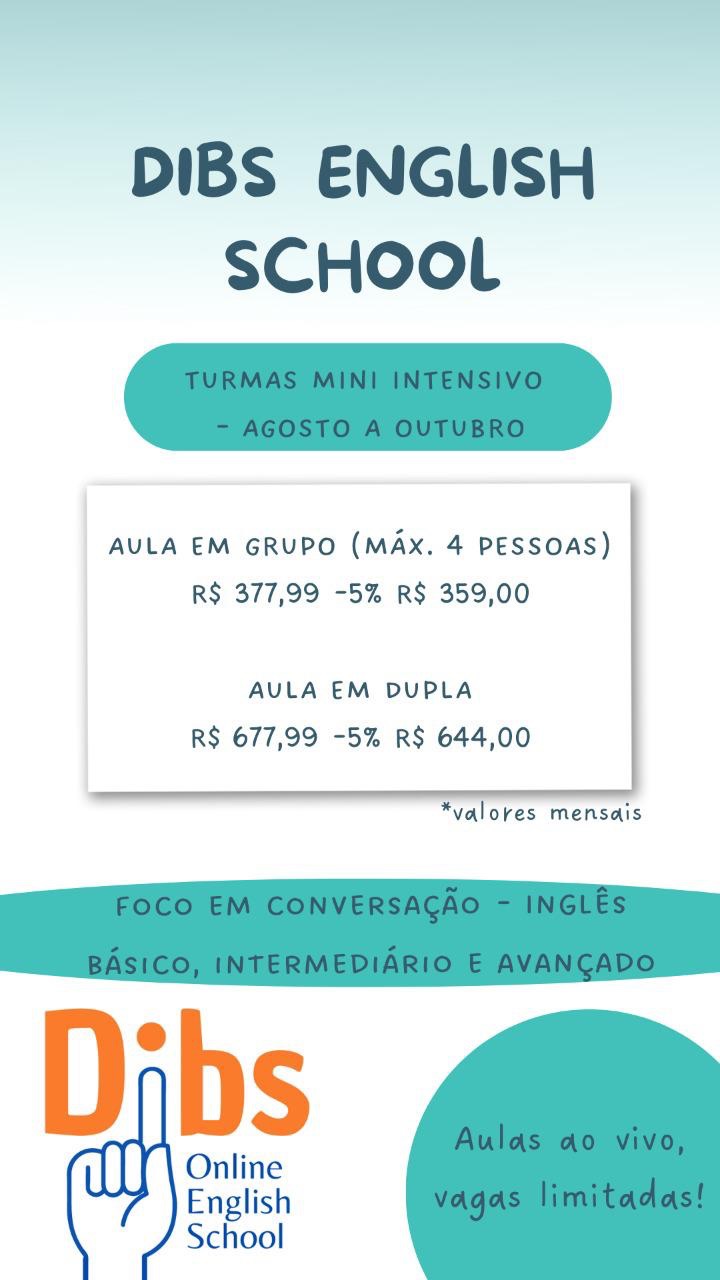 DIBS ENGLISH
SCHOOL
TURMAS MINI INTENSIVO
- AGOSTO A OUTUBRO
AULA EM GRUPO (MÁX. 4 PESSOAS)
R$ 377,99 -5% R$ 359,00
AULA EM DUPLA
R$ 677,99 -5% R$ 644,00
*valores mensais
FOCO EM CONVERSAÇÃO - INGLÊS
BÁSICO, INTERMEDIÁRIO E AVANÇADO
Dibs
Online
English
School
Aulas ao vivo,
vagas limitadas!